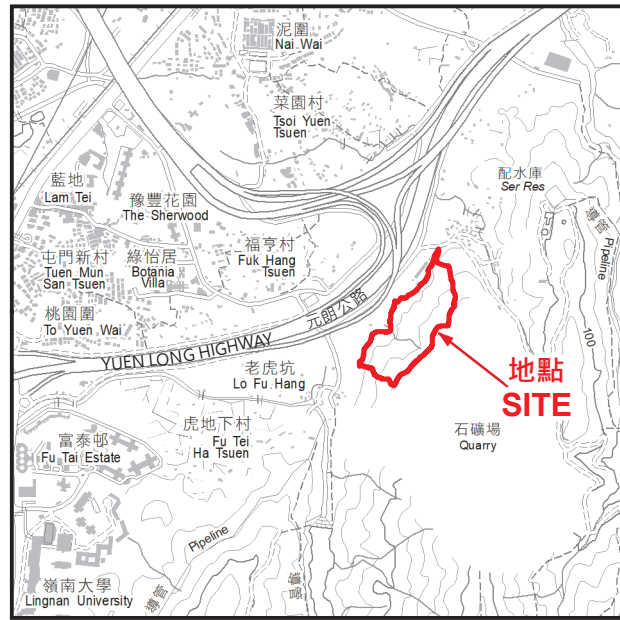 泥圍
Nai Wai
菜園村
Tsoi Yuen
Tsuen
配水庫
Ser Res
導管
Pipeline
藍地
Lam Tei
豫豐花園
The Sherwood
屯門新村
Tuen Mun
San Tsuen
綠怡居
Botania
Villa
福亨村
Fuk Hang
Tsuen
桃園圍
To Yuen Wai
元朗公路
YUEN LONG HIGHWAY
100
地點
SITE
老虎坑
Lo Fu Hang
虎地下村
Fu Tei
Ha Tsuen
石礦場
Quarry
富泰邨
Fu Tai Estate
Pipeline
導管
嶺南大學
Lingnan University